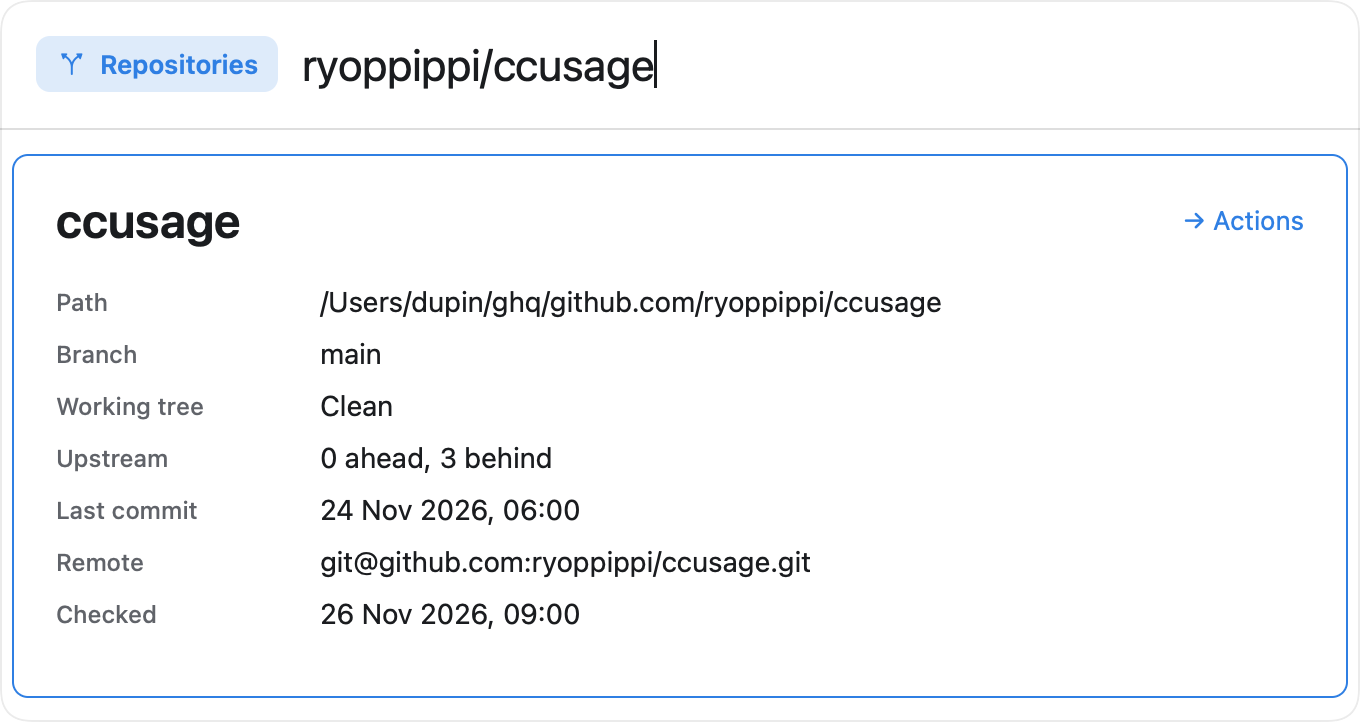 Repositories ryoppippi/ccusage
ccusage
→ Actions
Path /Users/dupin/ghq/github.com/ryoppippi/ccusage
Branch main
Working tree Clean
Upstream 0 ahead, 3 behind
Last commit 24 Nov 2026, 06:00
Remote git@github.com:ryoppippi/ccusage.git
Checked 26 Nov 2026, 09:00